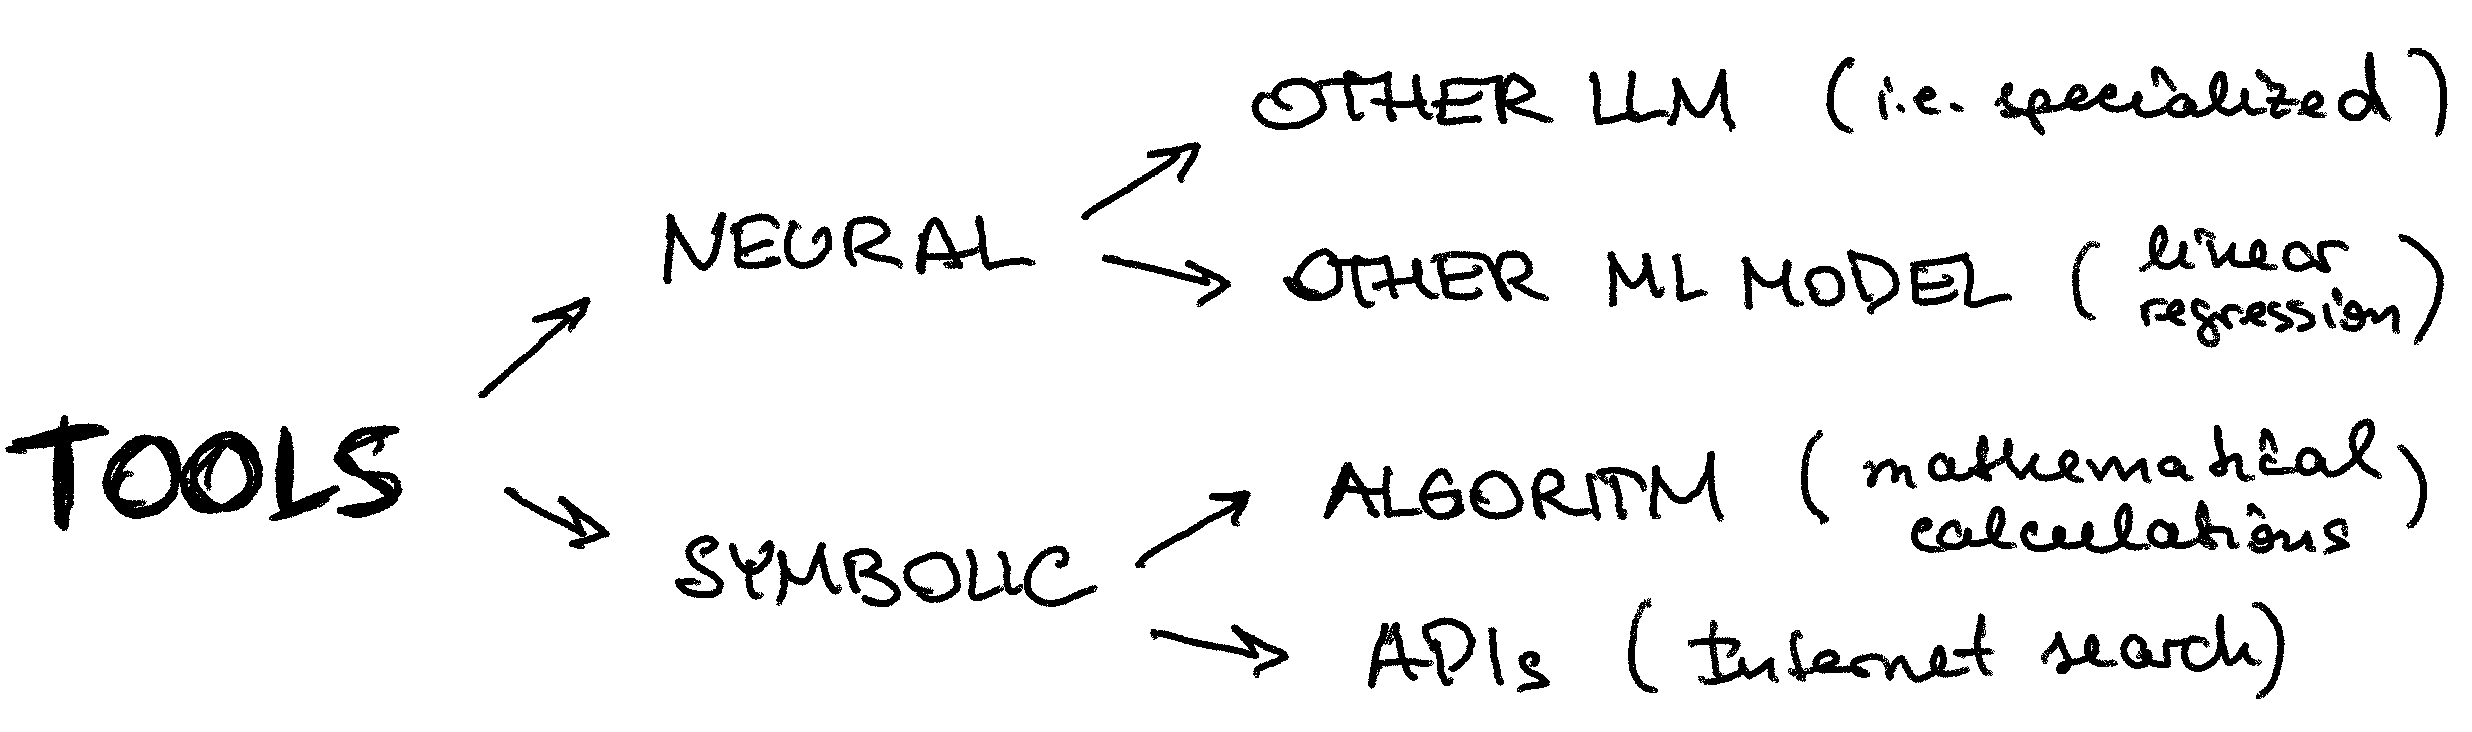 OTHER LLM (i.e. specialized)
NEURAL
OTHER ML MODEL (linear
regression)
TOOLS
ALGORITM (mathematical
calculations)
SYMBOLIC
APIs (Internet search)